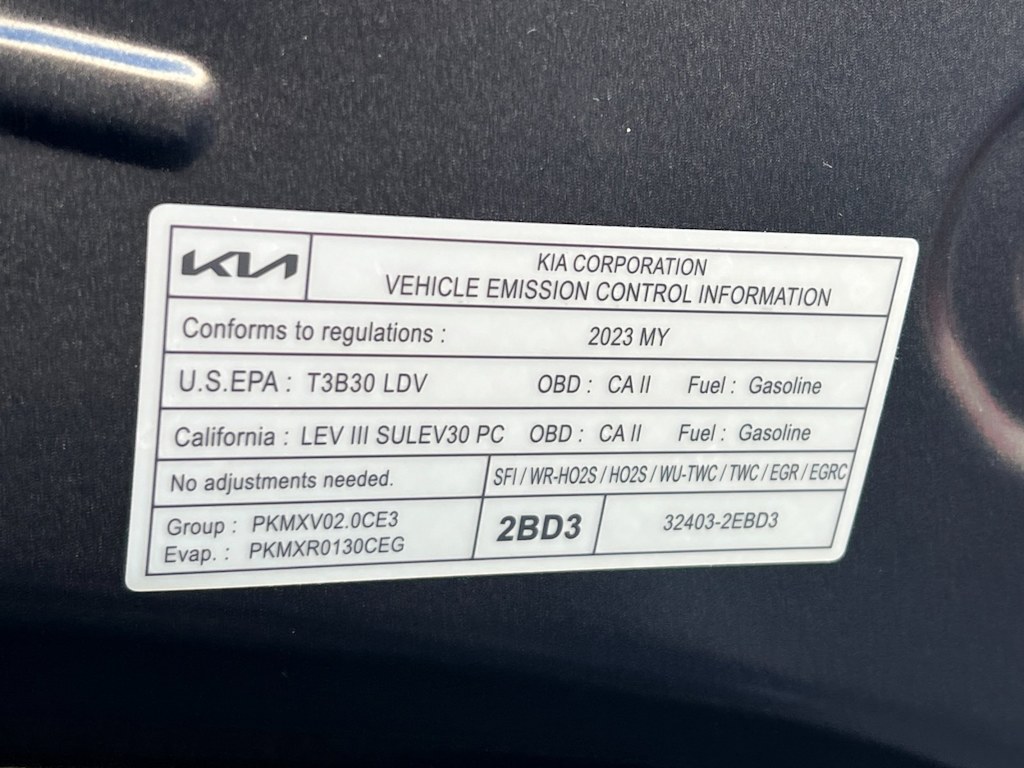 KIA
KIA CORPORATION
VEHICLE EMISSION CONTROL INFORMATION
Conforms to regulations : 2023 MY
U.S.EPA : T3B30 LDV OBD : CA II Fuel : Gasoline
California : LEV III SULEV30 PC OBD : CA II Fuel : Gasoline
No adjustments needed. SFI / WR-HO2S / HO2S / WU-TWC / TWC / EGR / EGRC
Group : PKMXV02.0CE3
Evap. : PKMXR0130CEG
2BD3
32403-2EBD3